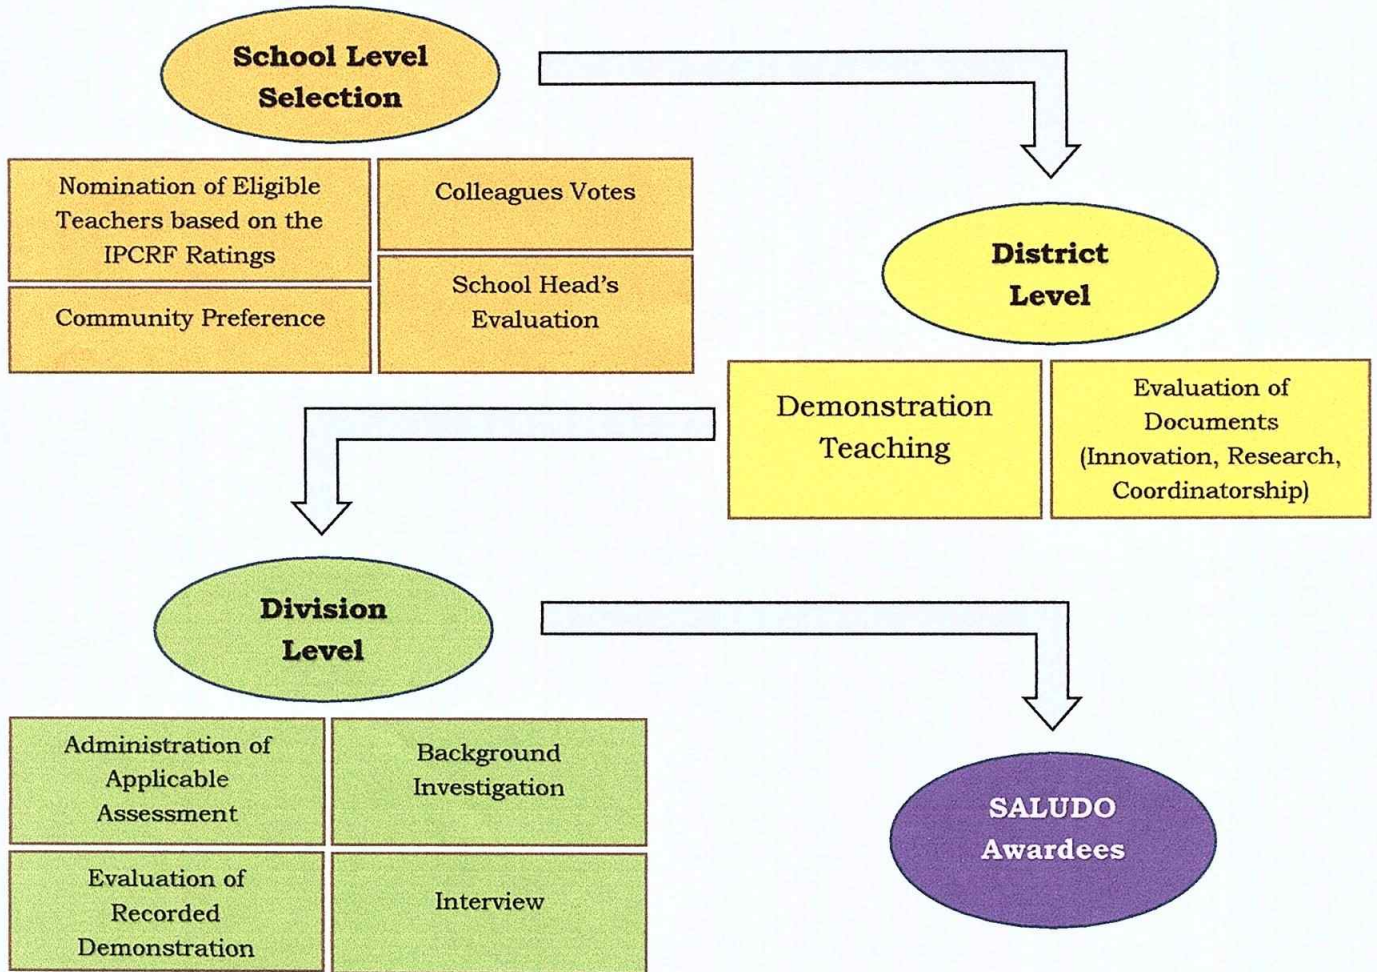 School Level
Selection
Nomination of Eligible
Teachers based on the
IPCRF Ratings
Colleagues Votes
Community Preference
School Head's
Evaluation
District
Level
Demonstration
Teaching
Evaluation of
Documents
(Innovation, Research,
Coordinatorship)
Division
Level
Administration of
Applicable
Assessment
Background
Investigation
Evaluation of
Recorded
Demonstration
Interview
SALUDO
Awardees